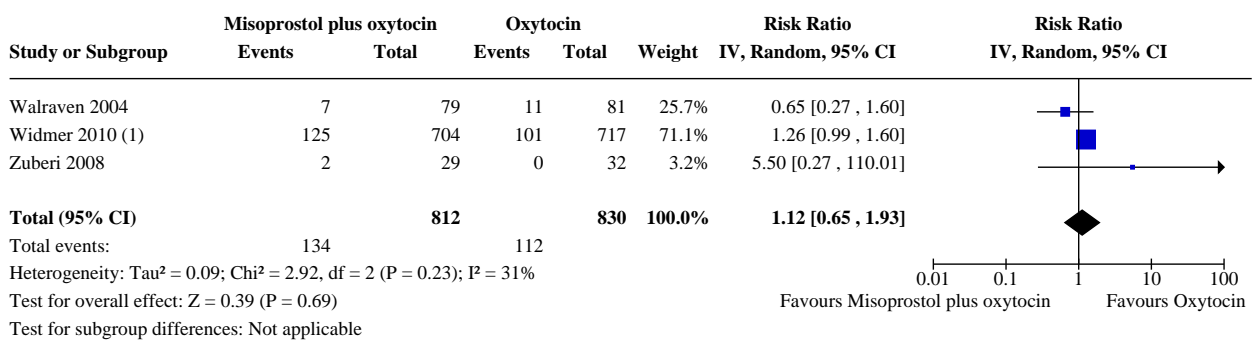 Misoprostol plus oxytocin Oxytocin Risk Ratio Risk Ratio
Study or Subgroup Events Total Events Total Weight IV, Random, 95% CI IV, Random, 95% CI
Walraven 2004 7 79 11 81 25.7% 0.65 [0.27 , 1.60]
Widmer 2010 (1) 125 704 101 717 71.1% 1.26 [0.99 , 1.60]
Zuberi 2008 2 29 0 32 3.2% 5.50 [0.27 , 110.01]
Total (95% CI) 812 830 100.0% 1.12 [0.65 , 1.93]
Total events: 134 112
Heterogeneity: Tau² = 0.09; Chi² = 2.92, df = 2 (P = 0.23); I² = 31%
0.01 0.1 1 10 100
Test for overall effect: Z = 0.39 (P = 0.69)
Favours Misoprostol plus oxytocin Favours Oxytocin
Test for subgroup differences: Not applicable